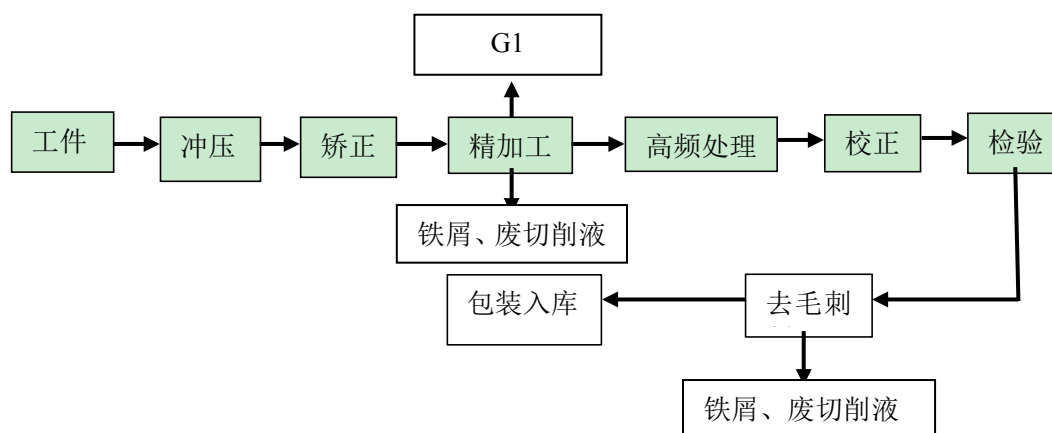 G1
工件
冲压
矫正
精加工
高频处理
校正
检验
铁屑、废切削液
包装入库
去毛刺
铁屑、废切削液